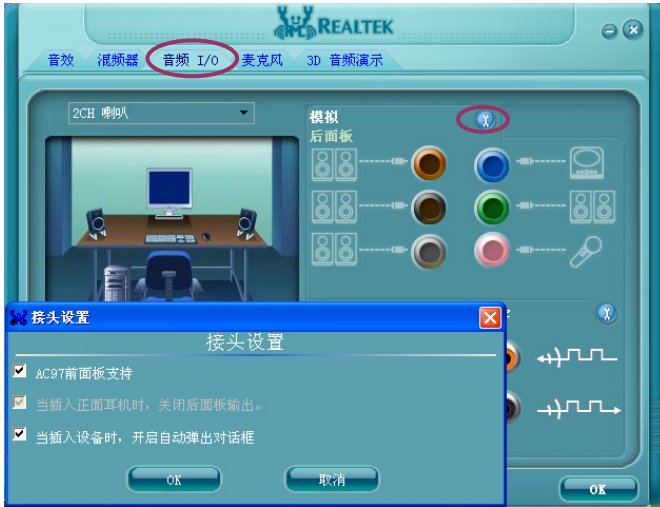 REALTEK
音效 混频器 音频 I/O 麦克风 3D 音频演示
2CH 喇叭
模拟
后面板
接头设置
接头设置
AC97前面板支持
当插入正面耳机时，关闭后面板输出。
当插入设备时，开启自动弹出对话框
OK 取消
OK